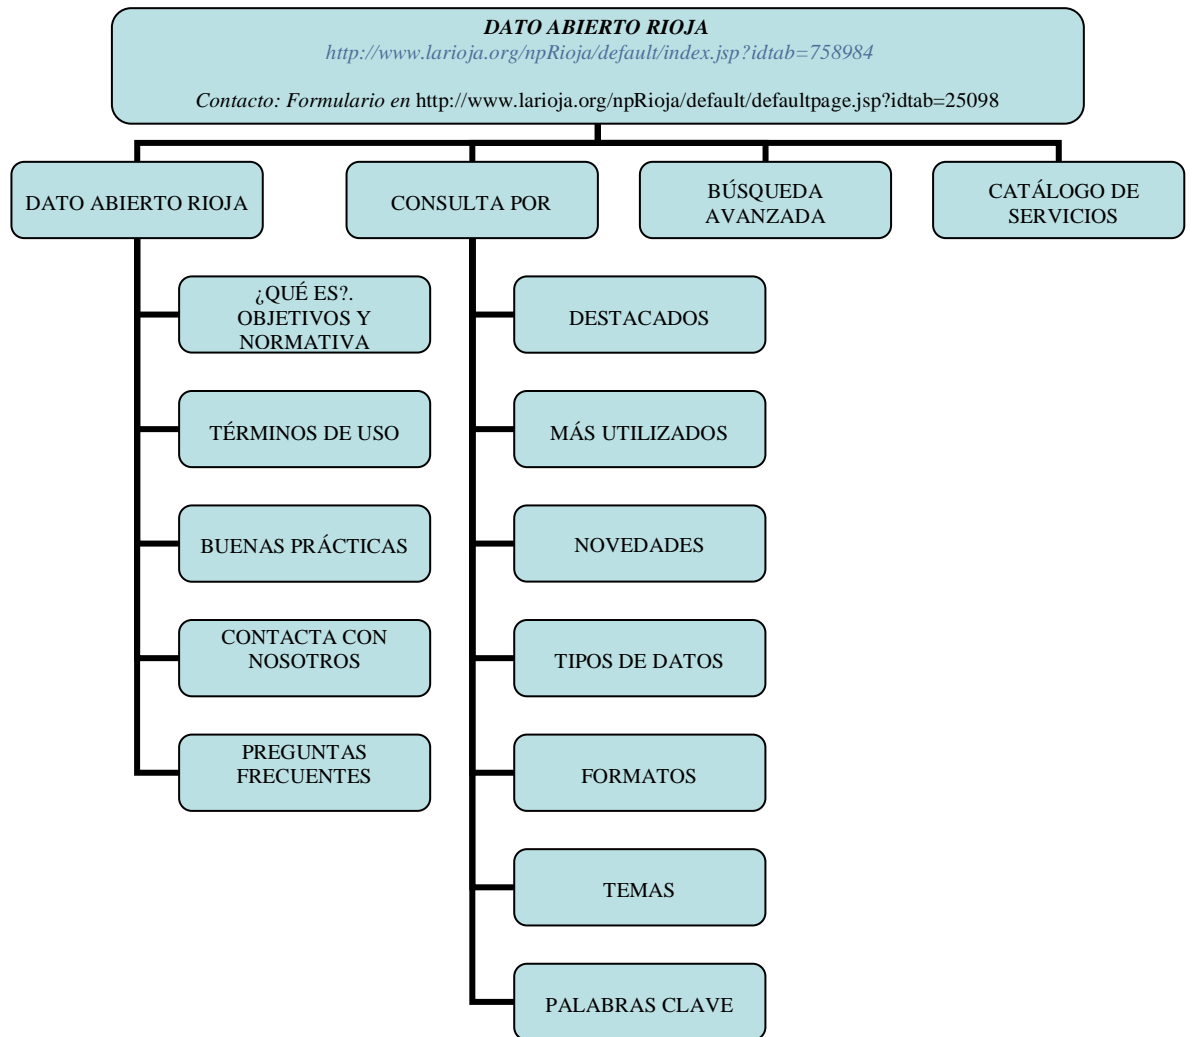 DATO ABIERTO RIOJA
http://www.larioja.org/npRioja/default/index.jsp?idtab=758984
Contacto: Formulario en http://www.larioja.org/npRioja/default/defaultpage.jsp?idtab=25098
DATO ABIERTO RIOJA
CONSULTA POR
BÚSQUEDA
AVANZADA
CATÁLOGO DE
SERVICIOS
¿QUÉ ES?.
OBJETIVOS Y
NORMATIVA
TÉRMINOS DE USO
BUENAS PRÁCTICAS
CONTACTA CON
NOSOTROS
PREGUNTAS
FRECUENTES
DESTACADOS
MÁS UTILIZADOS
NOVEDADES
TIPOS DE DATOS
FORMATOS
TEMAS
PALABRAS CLAVE